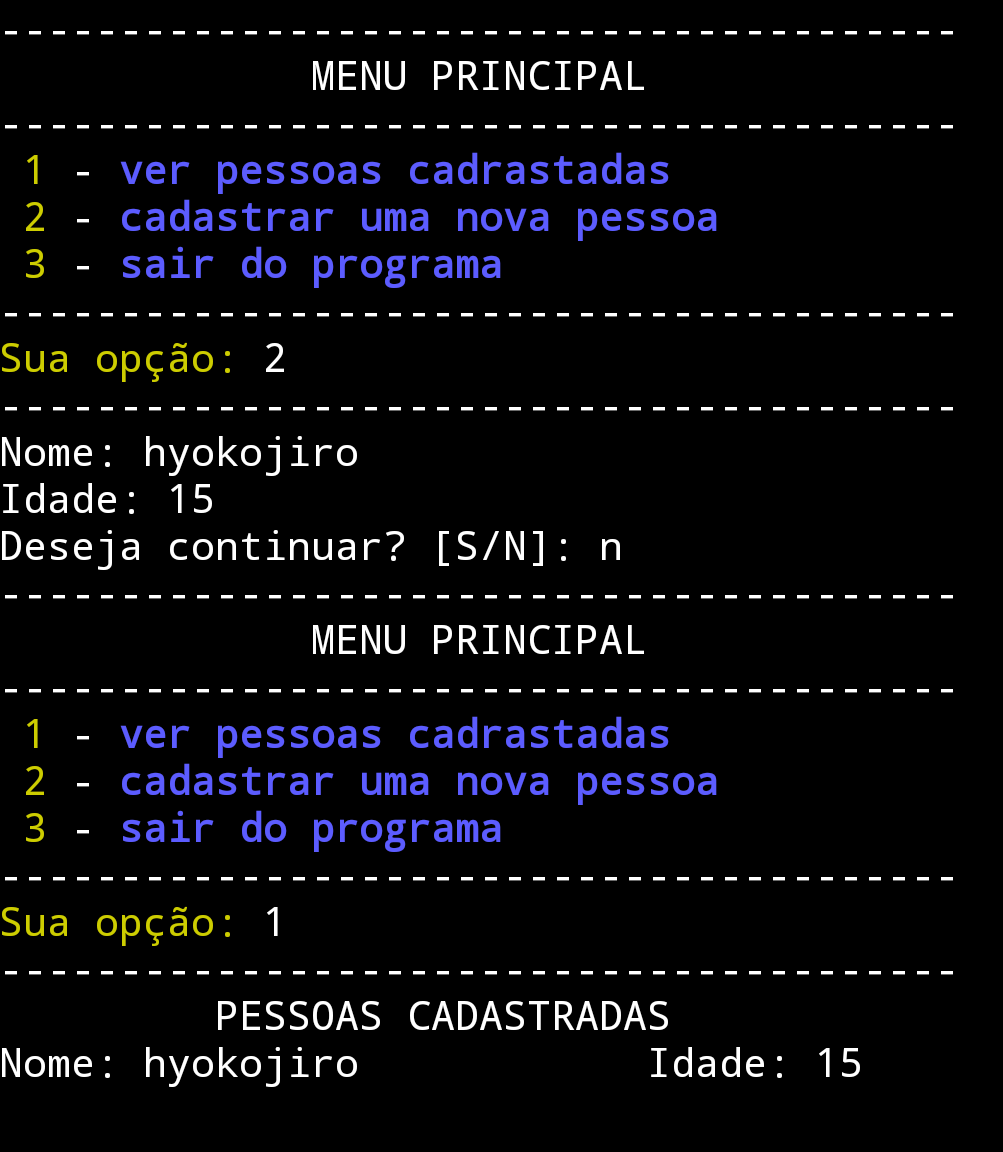 ----------------------------------------
MENU PRINCIPAL
----------------------------------------
1 - ver pessoas cadrastadas
2 - cadastrar uma nova pessoa
3 - sair do programa
----------------------------------------
Sua opção: 2
----------------------------------------
Nome: hyokojiro
Idade: 15
Deseja continuar? [S/N]: n
----------------------------------------
MENU PRINCIPAL
----------------------------------------
1 - ver pessoas cadrastadas
2 - cadastrar uma nova pessoa
3 - sair do programa
----------------------------------------
Sua opção: 1
----------------------------------------
PESSOAS CADASTRADAS
Nome: hyokojiro            Idade: 15